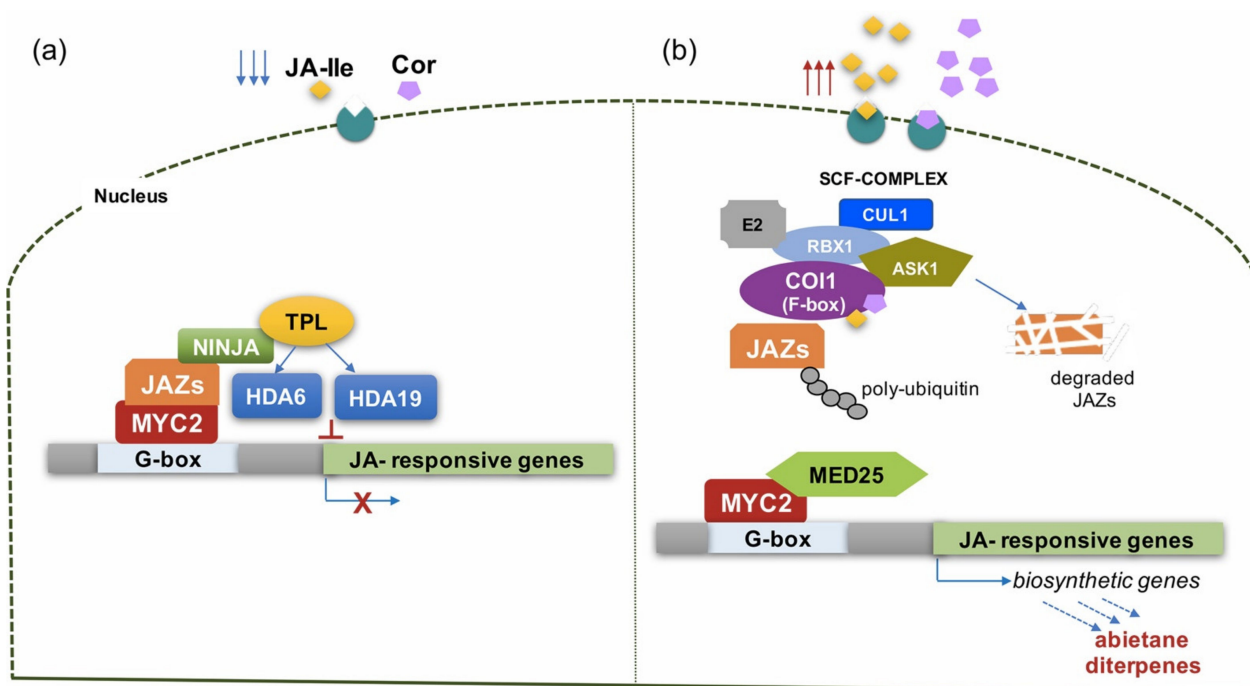 (a)
JA-Ile
Cor
Nucleus
TPL
NINJA
JAZs
HDA6
HDA19
MYC2
G-box
JA- responsive genes
X
(b)
SCF-COMPLEX
CUL1
E2
RBX1
ASK1
COI1
(F-box)
JAZs
poly-ubiquitin
degraded
JAZs
MED25
MYC2
G-box
JA- responsive genes
biosynthetic genes
abietane
diterpenes